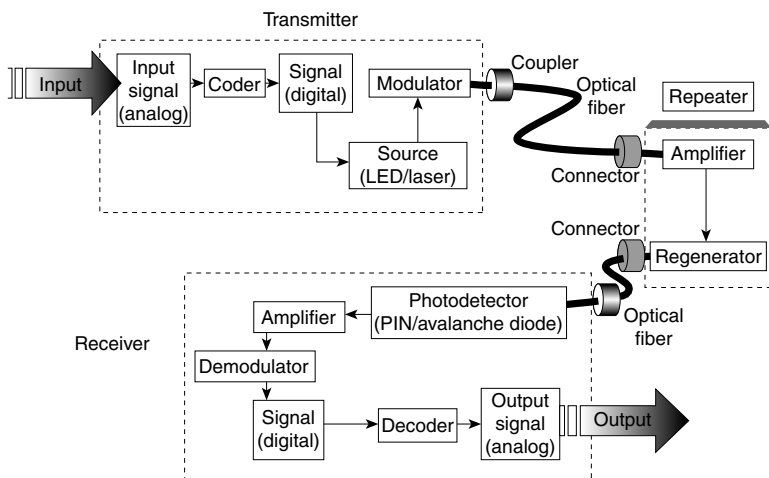 Transmitter
Input
Input
signal
(analog)
Coder
Signal
(digital)
Modulator
Source
(LED/laser)
Coupler
Optical
fiber
Connector
Repeater
Amplifier
Regenerator
Connector
Optical
fiber
Receiver
Photodetector
(PIN/avalanche diode)
Amplifier
Demodulator
Signal
(digital)
Decoder
Output
signal
(analog)
Output